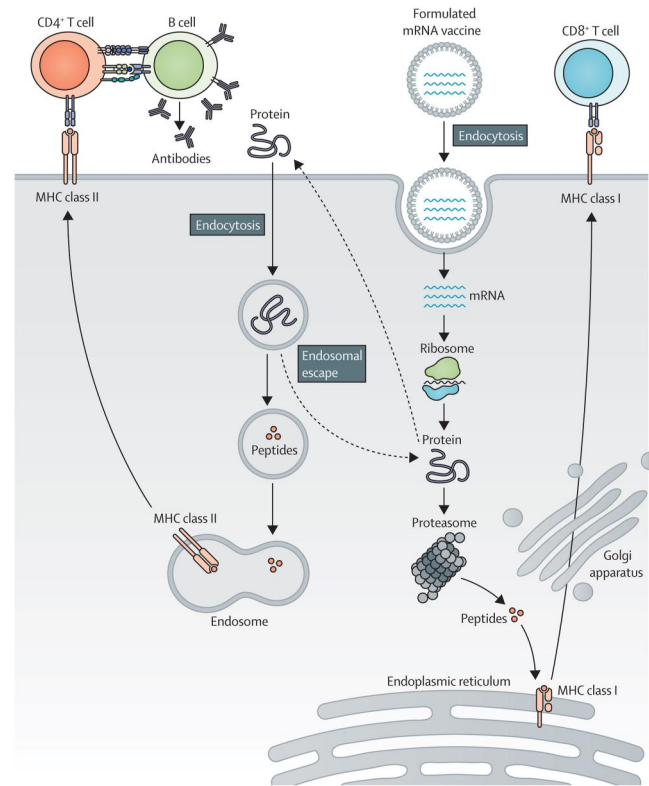 CD4⁺ T cell
B cell
Formulated
mRNA vaccine
CD8⁺ T cell
Protein
Endocytosis
Antibodies
MHC class II
MHC class I
Endocytosis
mRNA
Ribosome
Endosomal
escape
Protein
Peptides
MHC class II
Proteasome
Golgi
apparatus
Endosome
Peptides
Endoplasmic reticulum
MHC class I